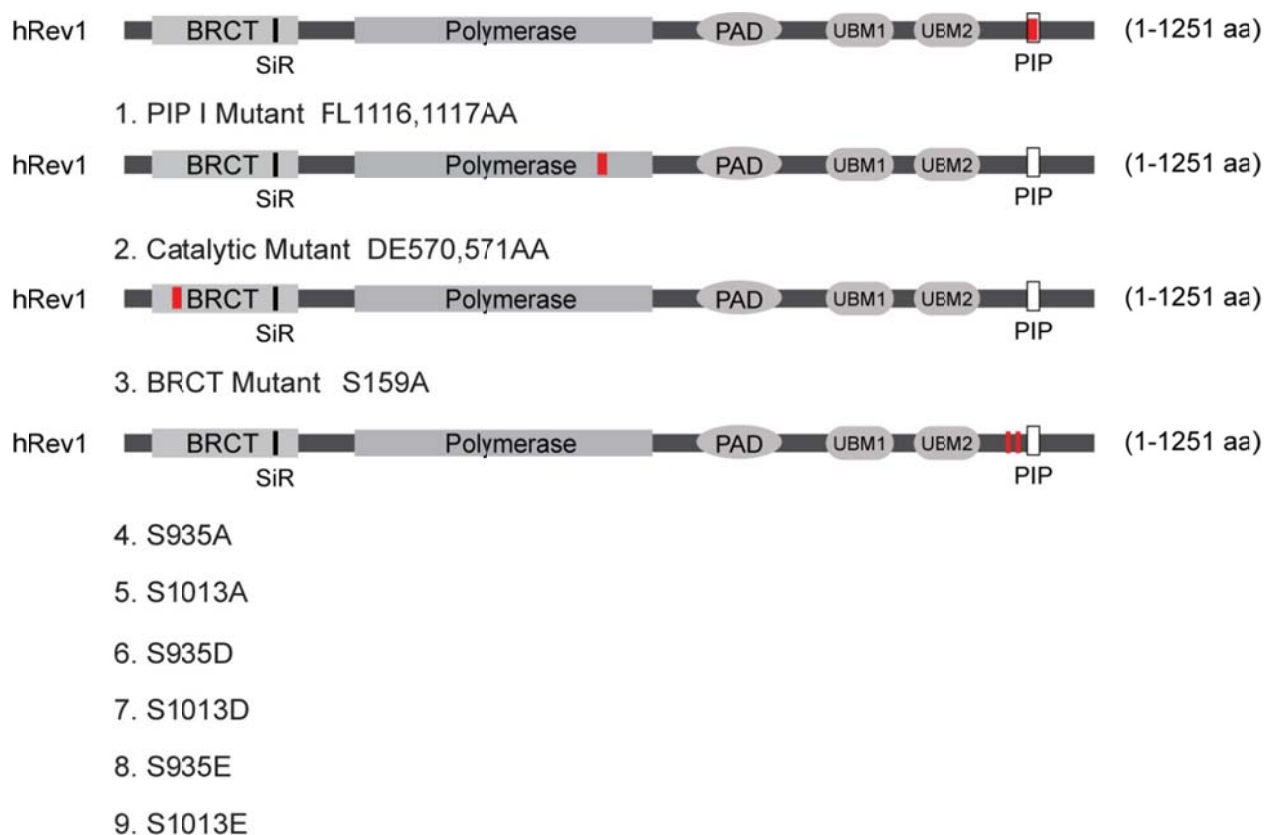 hRev1 BRCT Polymerase PAD UBM1 UBM2 (1-1251 aa)
SiR PIP
1. PIP I Mutant FL1116,1117AA
hRev1 BRCT Polymerase PAD UBM1 UBM2 (1-1251 aa)
SiR PIP
2. Catalytic Mutant DE570,571AA
hRev1 BRCT Polymerase PAD UBM1 UBM2 (1-1251 aa)
SiR PIP
3. BRCT Mutant S159A
hRev1 BRCT Polymerase PAD UBM1 UBM2 (1-1251 aa)
SiR PIP
4. S935A
5. S1013A
6. S935D
7. S1013D
8. S935E
9. S1013E